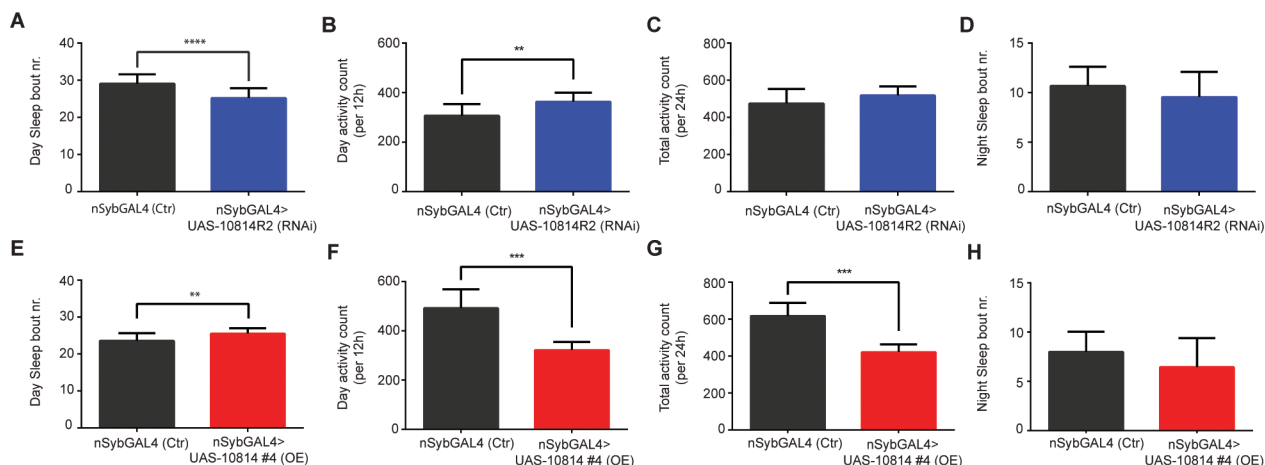 A
Day Sleep bout nr.
40
30
20
10
0
****
nSybGAL4 (Ctr)
nSybGAL4>
UAS-10814R2 (RNAi)
B
Day activity count
(per 12h)
600
400
200
0
**
nSybGAL4 (Ctr)
nSybGAL4>
UAS-10814R2 (RNAi)
C
Total activity count
(per 24h)
800
600
400
200
0
nSybGAL4 (Ctr)
nSybGAL4>
UAS-10814R2 (RNAi)
D
Night Sleep bout nr.
15
10
5
0
nSybGAL4 (Ctr)
nSybGAL4>
UAS-10814R2 (RNAi)
E
Day Sleep bout nr.
40
30
20
10
0
**
nSybGAL4 (Ctr)
nSybGAL4>
UAS-10814 #4 (OE)
F
Day activity count
(per 12h)
600
400
200
0
***
nSybGAL4 (Ctr)
nSybGAL4>
UAS-10814 #4 (OE)
G
Total activity count
(per 24h)
800
600
400
200
0
***
nSybGAL4 (Ctr)
nSybGAL4>
UAS-10814 #4 (OE)
H
Night Sleep bout nr.
15
10
5
0
nSybGAL4 (Ctr)
nSybGAL4>
UAS-10814 #4 (OE)